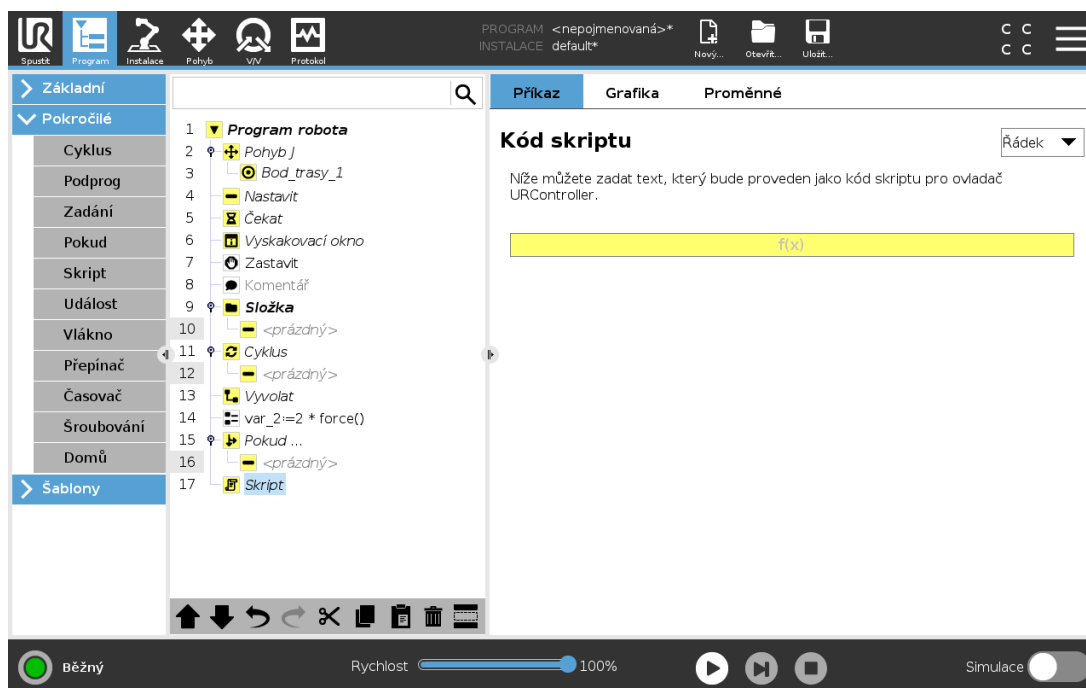 PROGRAM <nepojmenovaná>*
INSTALACE default*
Spustit
Program
Instalace
Pohyb
V/V
Protokol
Nový...
Otevřít...
Uložit...
C C
C C
Základní
Pokročilé
Cyklus
Podprog
Zadání
Pokud
Skript
Událost
Vlákno
Přepínač
Časovač
Šroubování
Domů
Šablony
1 Program robota
2 Pohyb J
3 Bod_trasy_1
4 Nastavit
5 Čekat
6 Vyskakovací okno
7 Zastavit
8 Komentář
9 Složka
10 <prázdný>
11 Cyklus
12 <prázdný>
13 Vyvolat
14 var_2:=2 * force()
15 Pokud ...
16 <prázdný>
17 Skript
Příkaz Grafika Proměnné
Kód skriptu
Řádek
Níže můžete zadat text, který bude proveden jako kód skriptu pro ovladač
URController.
f(x)
Běžný
Rychlost 100%
Simulace